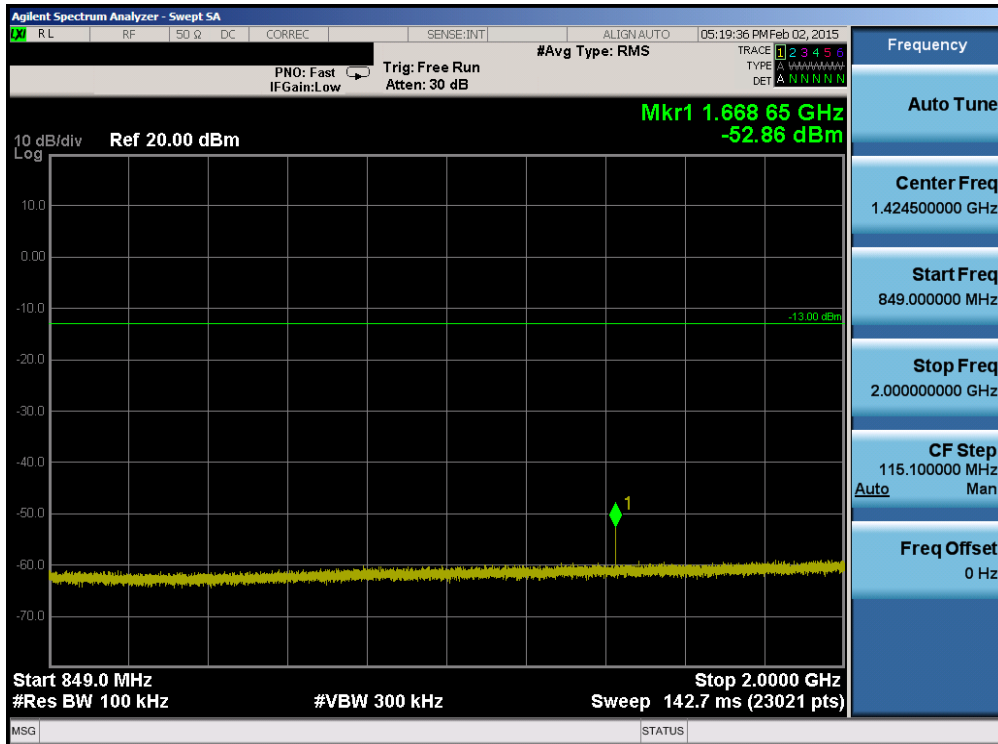 Agilent Spectrum Analyzer - Swept SA
LXI RL RF 50 Ω DC CORREC SENSE:INT ALIGNAUTO 05:19:36 PMFeb 02, 2015
#Avg Type: RMS
TRACE 1 2 3 4 5 6
PNO: Fast Trig: Free Run
TYPE A WWWWW
IFGain:Low Atten: 30 dB
DET A N N N N N
Mkr1 1.668 65 GHz
-52.86 dBm
10 dB/div Ref 20.00 dBm
Log
10.0
0.00
-10.0
-13.00 dBm
-20.0
-30.0
-40.0
-50.0
1
-60.0
-70.0
Start 849.0 MHz Stop 2.0000 GHz
#Res BW 100 kHz #VBW 300 kHz Sweep 142.7 ms (23021 pts)
MSG STATUS
Frequency
Auto Tune
Center Freq
1.424500000 GHz
Start Freq
849.000000 MHz
Stop Freq
2.000000000 GHz
CF Step
115.100000 MHz
Auto Man
Freq Offset
0 Hz